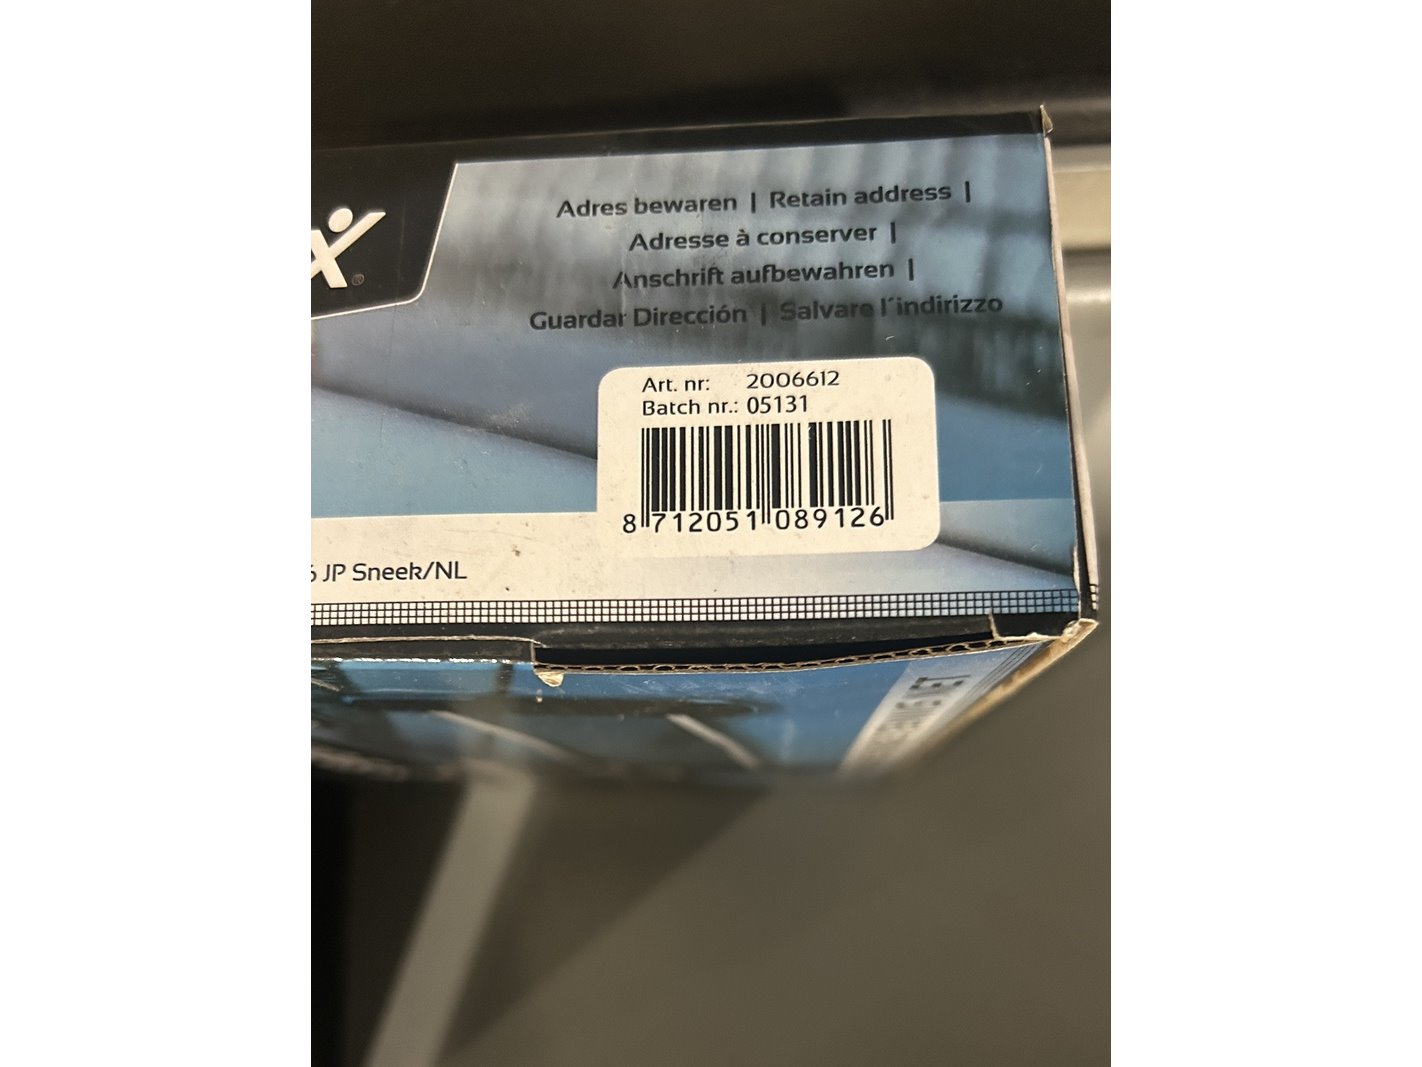 Adres bewaren | Retain address |
Adresse à conserver |
Anschrift aufbewahren |
Guardar Dirección | Salvare l´indirizzo
X®
Art. nr: 2006612
Batch nr.: 05131
8 712051 089126
6 JP Sneek/NL